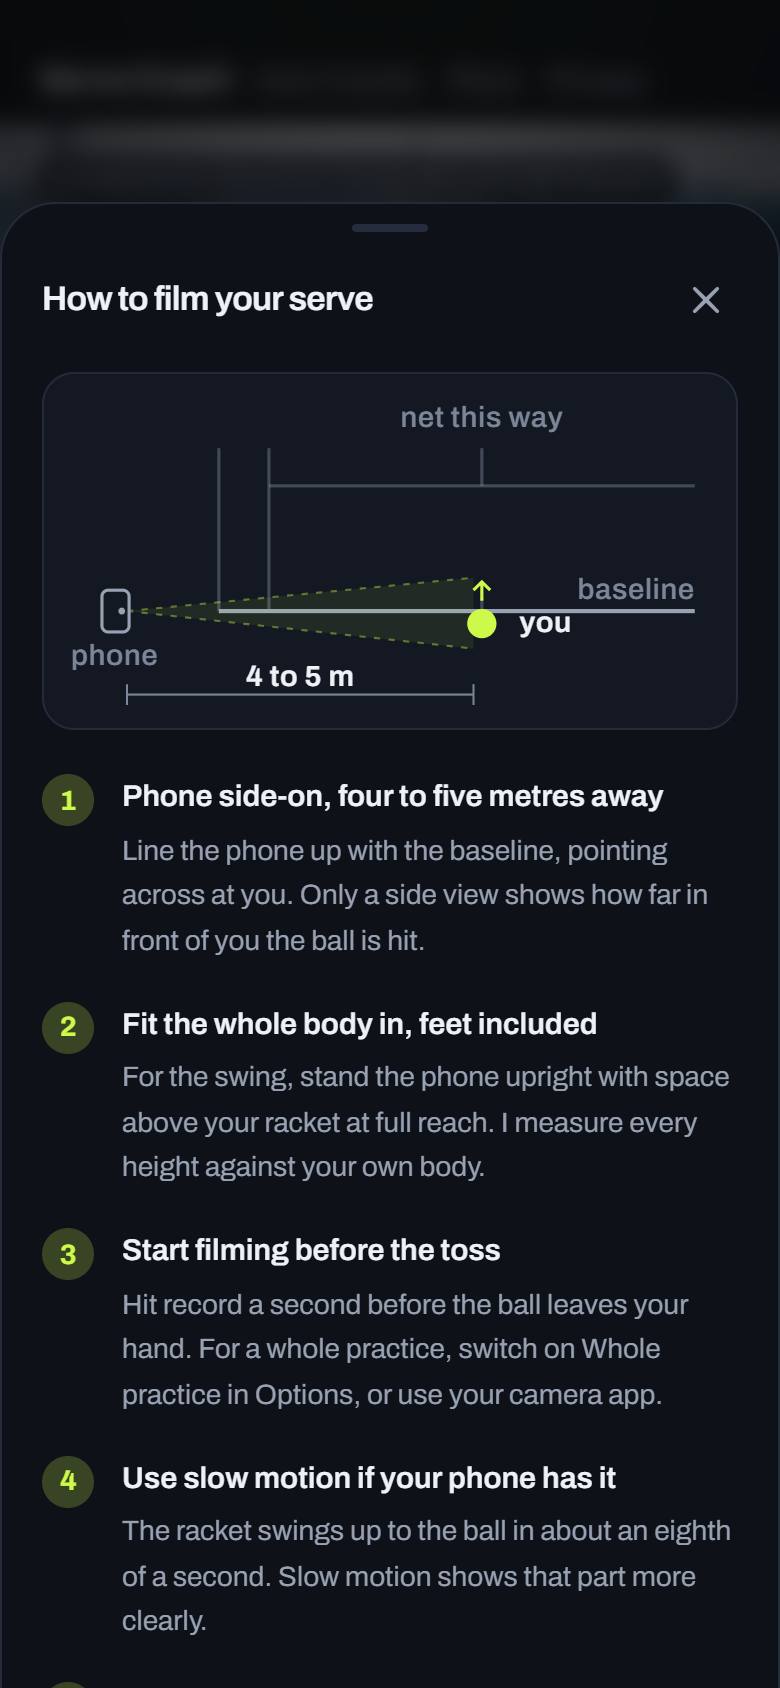 How to film your serve
net this way
baseline
you
phone
4 to 5 m
1
Phone side-on, four to five metres away
Line the phone up with the baseline, pointing
across at you. Only a side view shows how far in
front of you the ball is hit.
2
Fit the whole body in, feet included
For the swing, stand the phone upright with space
above your racket at full reach. I measure every
height against your own body.
3
Start filming before the toss
Hit record a second before the ball leaves your
hand. For a whole practice, switch on Whole
practice in Options, or use your camera app.
4
Use slow motion if your phone has it
The racket swings up to the ball in about an eighth
of a second. Slow motion shows that part more
clearly.